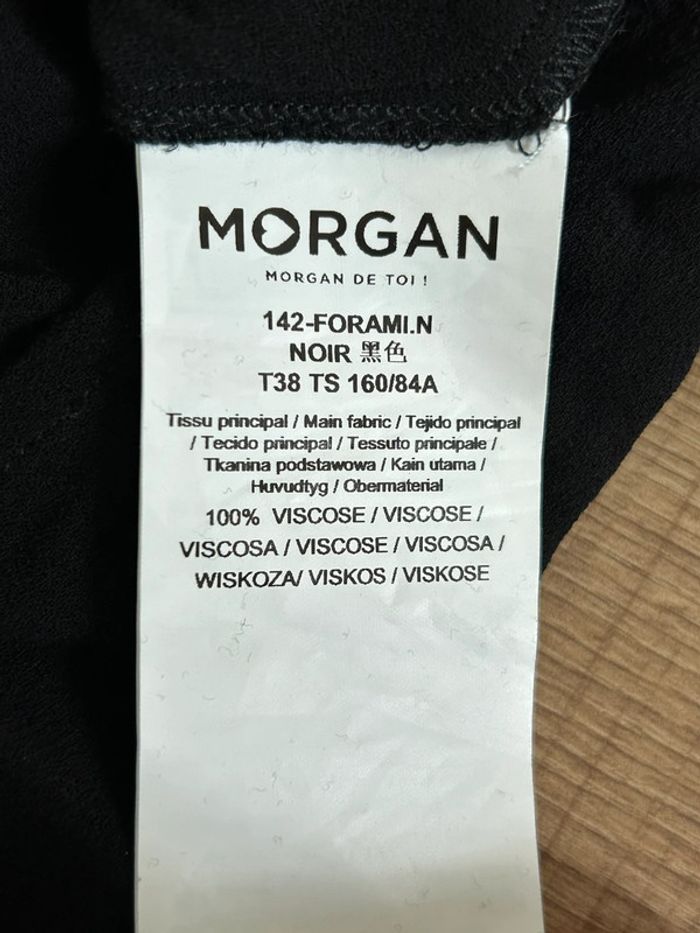 MORGAN
MORGAN DE TOI !
142-FORAMI.N
NOIR 黑色
T38 TS 160/84A
Tissu principal / Main fabric / Tejido principal
/ Tecido principal / Tessuto principale /
Tkanina podstawowa / Kain utama /
Huvudtyg / Obermaterial
100% VISCOSE / VISCOSE /
VISCOSA / VISCOSE / VISCOSA /
WISKOZA/ VISKOS / VISKOSE